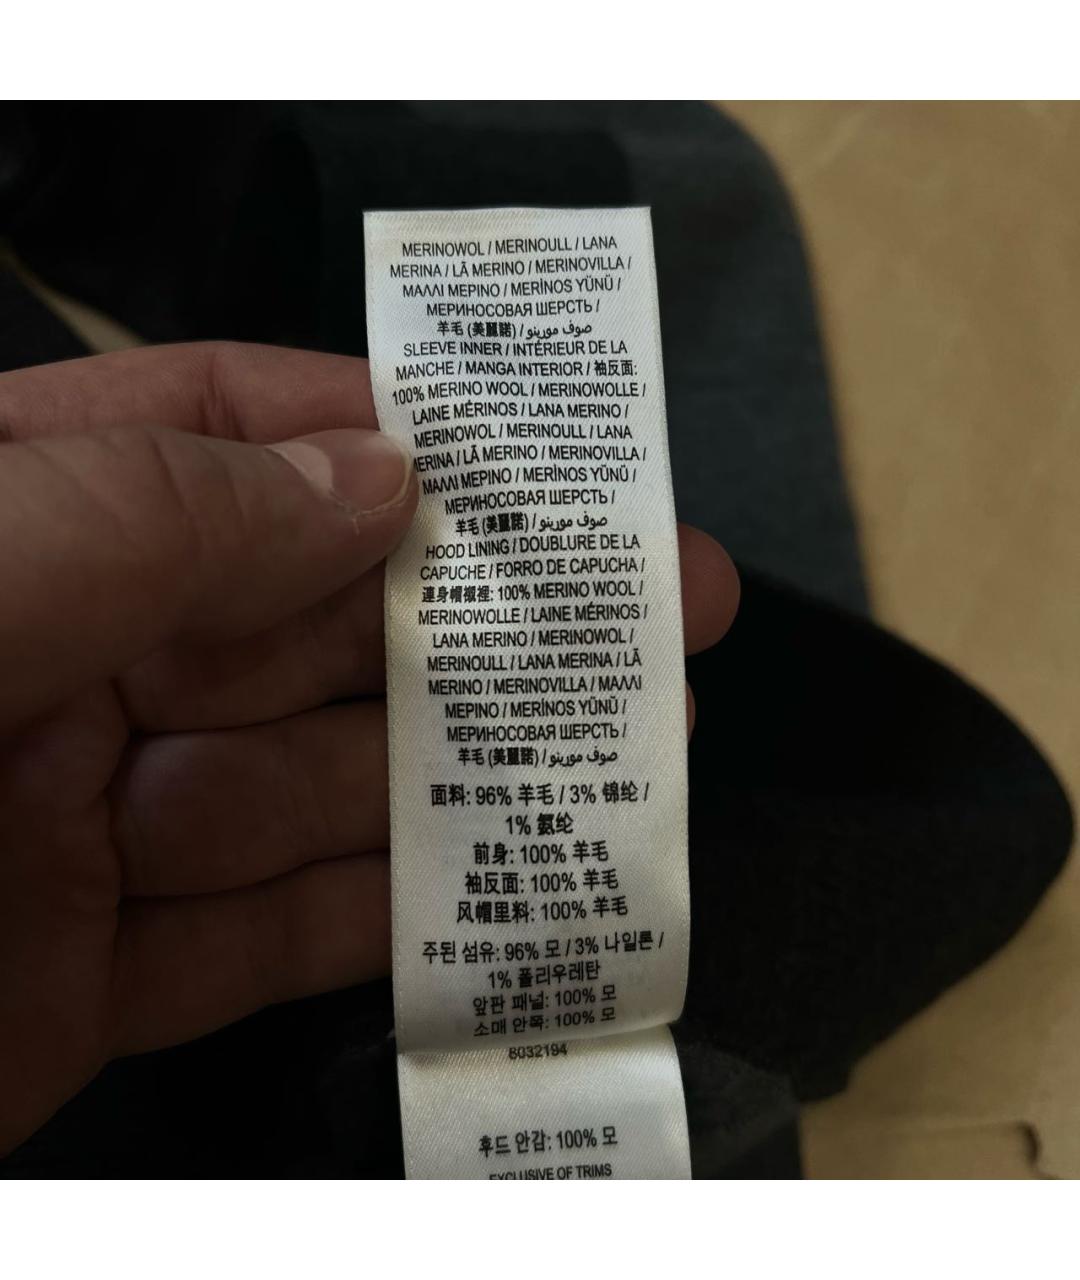 MERINOWOL / MERINOULL / LANA
MERINA / LÃ MERINO / MERINOVILLA /
ΜΑΛΛΙ ΜΕΡΙΝΟ / MERİNOS YÜNÜ /
МЕРИНОСОВАЯ ШЕРСТЬ /
羊毛 (美麗諾) / صوف مورينو
SLEEVE INNER / INTÉRIEUR DE LA
MANCHE / MANGA INTERIOR / 袖反面:
100% MERINO WOOL / MERINOWOLLE /
LAINE MÉRINOS / LANA MERINO /
MERINOWOL / MERINOULL / LANA
MERINA / LÃ MERINO / MERINOVILLA /
ΜΑΛΛΙ ΜΕΡΙΝΟ / MERİNOS YÜNÜ /
МЕРИНОСОВАЯ ШЕРСТЬ /
羊毛 (美麗諾) / صوف مورينو
HOOD LINING / DOUBLURE DE LA
CAPUCHE / FORRO DE CAPUCHA /
連身帽襯裡: 100% MERINO WOOL /
MERINOWOLLE / LAINE MÉRINOS /
LANA MERINO / MERINOWOL /
MERINOULL / LANA MERINA / LÃ
MERINO / MERINOVILLA / ΜΑΛΛΙ
ΜΕΡΙΝΟ / MERİNOS YÜNÜ /
МЕРИНОСОВАЯ ШЕРСТЬ /
羊毛 (美麗諾) / صوف مورينو
面料: 96% 羊毛 / 3% 锦纶 /
1% 氨纶
前身: 100% 羊毛
袖反面: 100% 羊毛
风帽里料: 100% 羊毛
주된 섬유: 96% 모 / 3% 나일론 /
1% 폴리우레탄
앞판 패널: 100% 모
소매 안쪽: 100% 모
8032194
후드 안감: 100% 모
EXCLUSIVE OF TRIMS